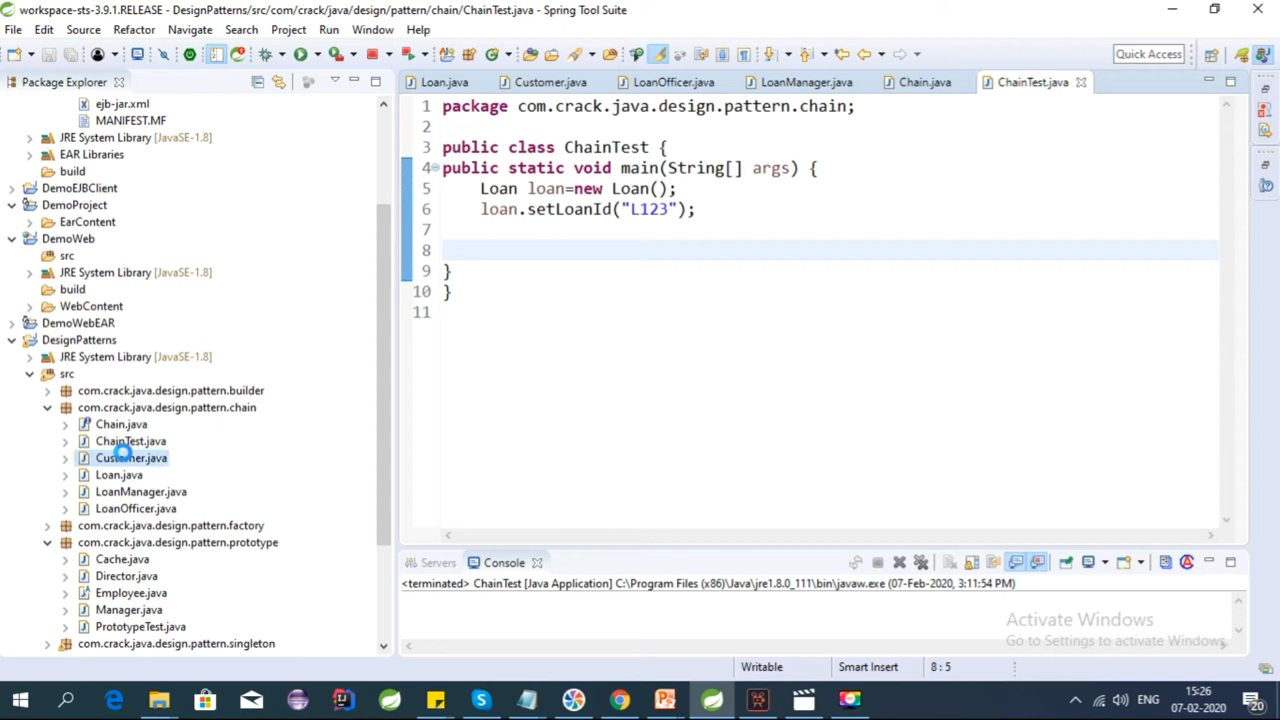 workspace-sts-3.9.1.RELEASE - DesignPatterns/src/com/crack/java/design/pattern/chain/ChainTest.java - Spring Tool Suite
File Edit Source Refactor Navigate Search Project Run Window Help
Quick Access
Package Explorer
ejb-jar.xml
MANIFEST.MF
JRE System Library [JavaSE-1.8]
EAR Libraries
build
DemoEJBClient
DemoProject
EarContent
DemoWeb
src
JRE System Library [JavaSE-1.8]
build
WebContent
DemoWebEAR
DesignPatterns
JRE System Library [JavaSE-1.8]
src
com.crack.java.design.pattern.builder
com.crack.java.design.pattern.chain
Chain.java
ChainTest.java
Customer.java
Loan.java
LoanManager.java
LoanOfficer.java
com.crack.java.design.pattern.factory
com.crack.java.design.pattern.prototype
Cache.java
Director.java
Employee.java
Manager.java
PrototypeTest.java
com.crack.java.design.pattern.singleton
Loan.java Customer.java LoanOfficer.java LoanManager.java Chain.java ChainTest.java
1 package com.crack.java.design.pattern.chain;
2
3 public class ChainTest {
4 public static void main(String[] args) {
5 Loan loan=new Loan();
6 loan.setLoanId("L123");
7
8
9 }
10 }
11
Servers Console
<terminated> ChainTest [Java Application] C:\Program Files (x86)\Java\jre1.8.0_111\bin\javaw.exe (07-Feb-2020, 3:11:54 PM)
Activate Windows
Go to Settings to activate Windows.
Writable Smart Insert 8 : 5
ENG 15:26
07-02-2020
20